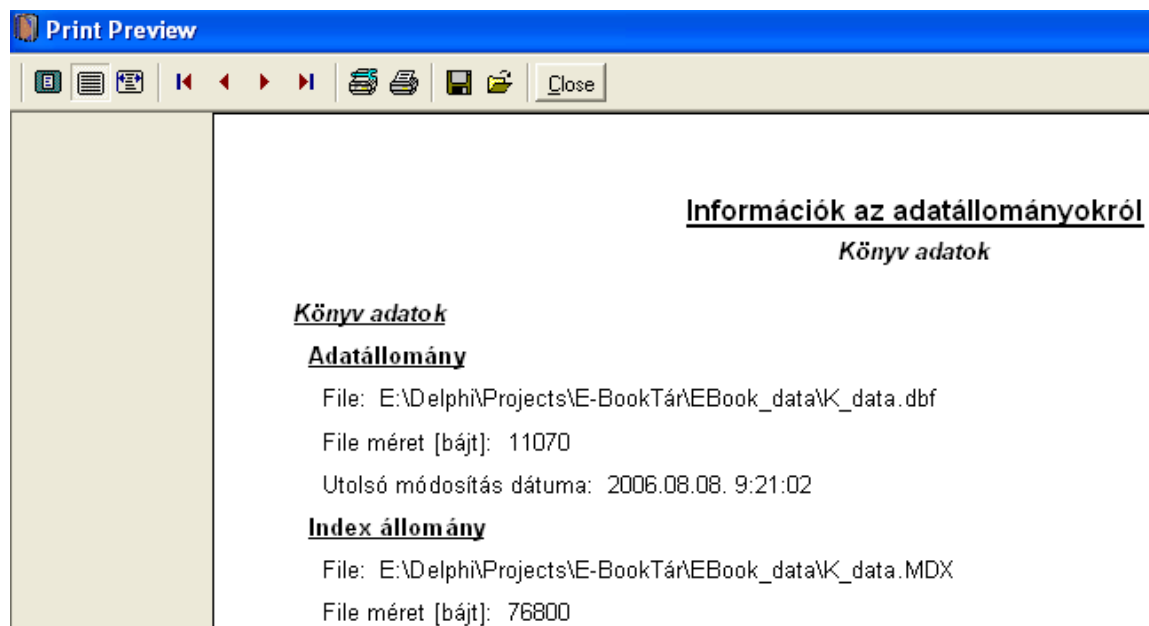 Print Preview
Close
Információk az adatállományokról
Könyv adatok
Könyv adatok
Adatállomány
File: E:\Delphi\Projects\E-BookTár\EBook_data\K_data.dbf
File méret [bájt]: 11070
Utolsó módosítás dátuma: 2006.08.08. 9:21:02
Index állomány
File: E:\Delphi\Projects\E-BookTár\EBook_data\K_data.MDX
File méret [bájt]: 76800